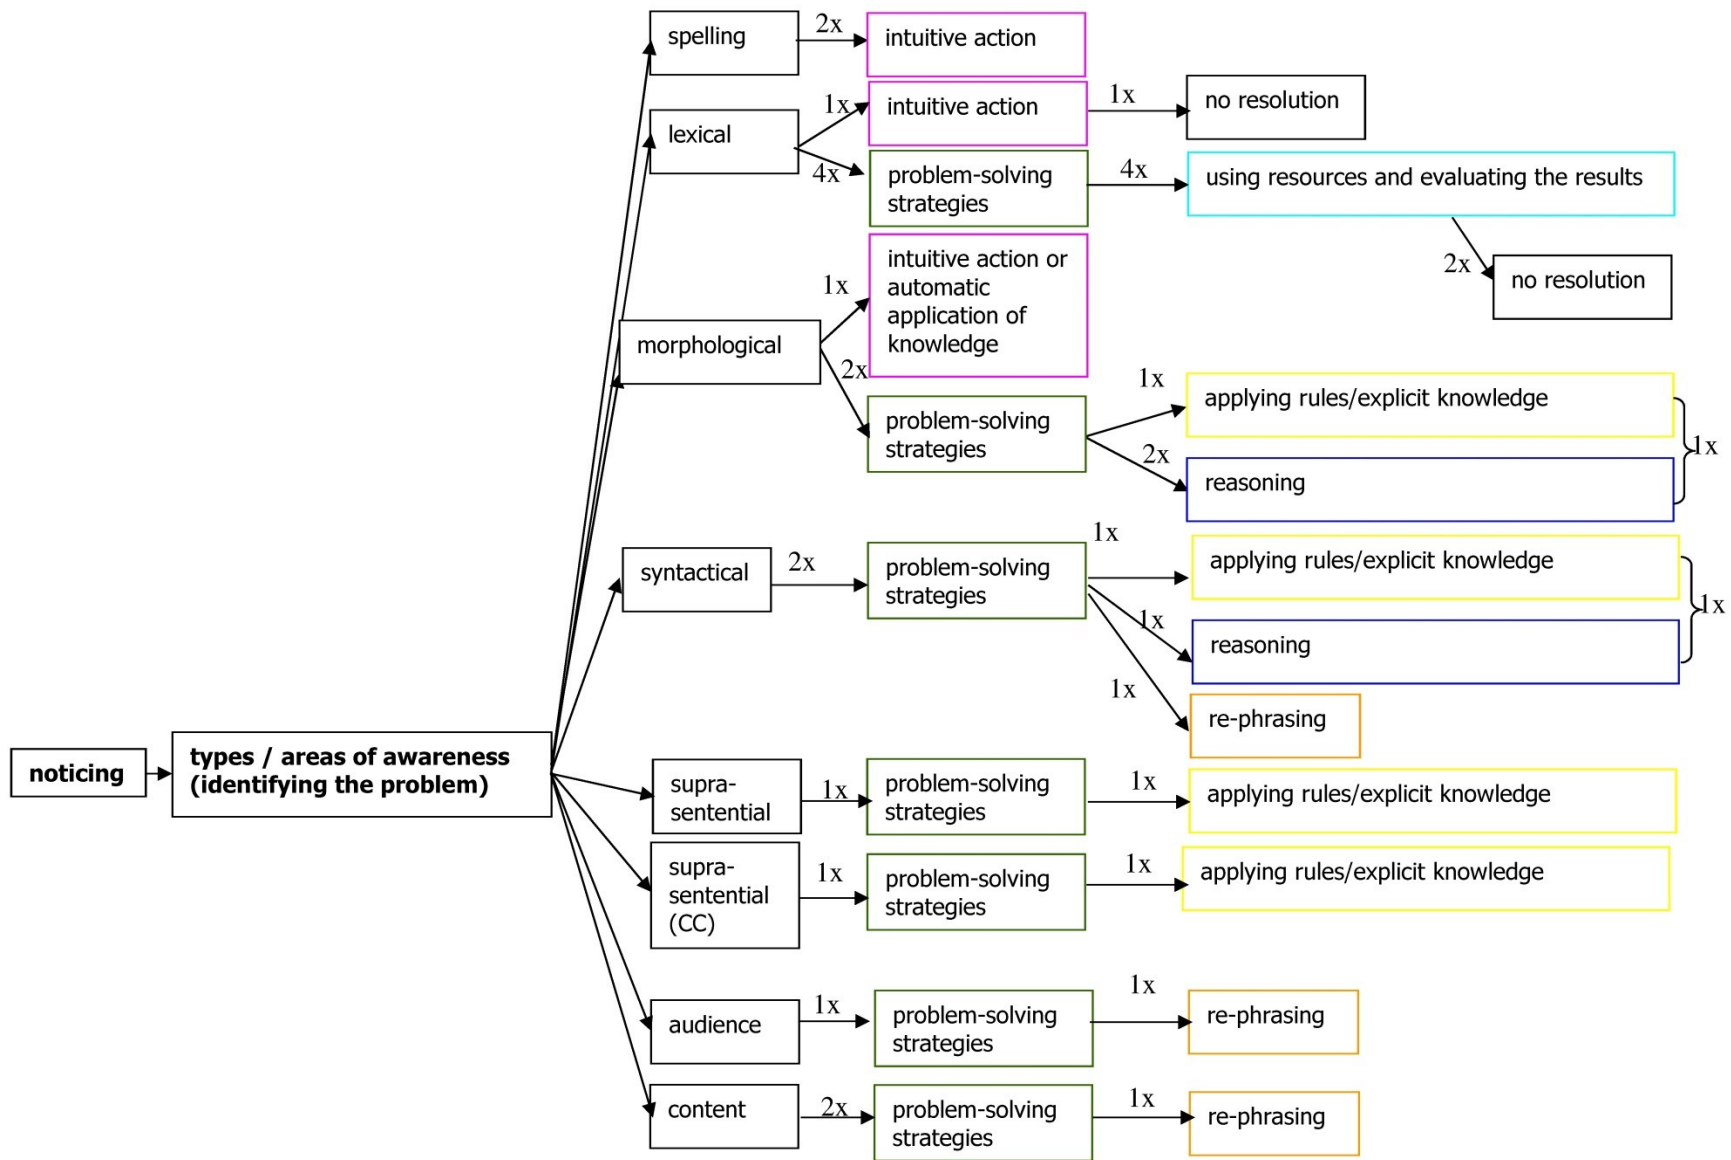 spelling
2x
intuitive action
lexical
1x
intuitive action
1x
no resolution
4x
problem-solving
strategies
4x
using resources and evaluating the results
2x
no resolution
morphological
1x
intuitive action or
automatic
application of
knowledge
2x
problem-solving
strategies
1x
applying rules/explicit knowledge
2x
reasoning
1x
syntactical
2x
problem-solving
strategies
1x
applying rules/explicit knowledge
1x
reasoning
1x
1x
re-phrasing
noticing
types / areas of awareness
(identifying the problem)
supra-
sentential
1x
problem-solving
strategies
1x
applying rules/explicit knowledge
supra-
sentential
(CC)
1x
problem-solving
strategies
1x
applying rules/explicit knowledge
audience
1x
problem-solving
strategies
1x
re-phrasing
content
2x
problem-solving
strategies
1x
re-phrasing